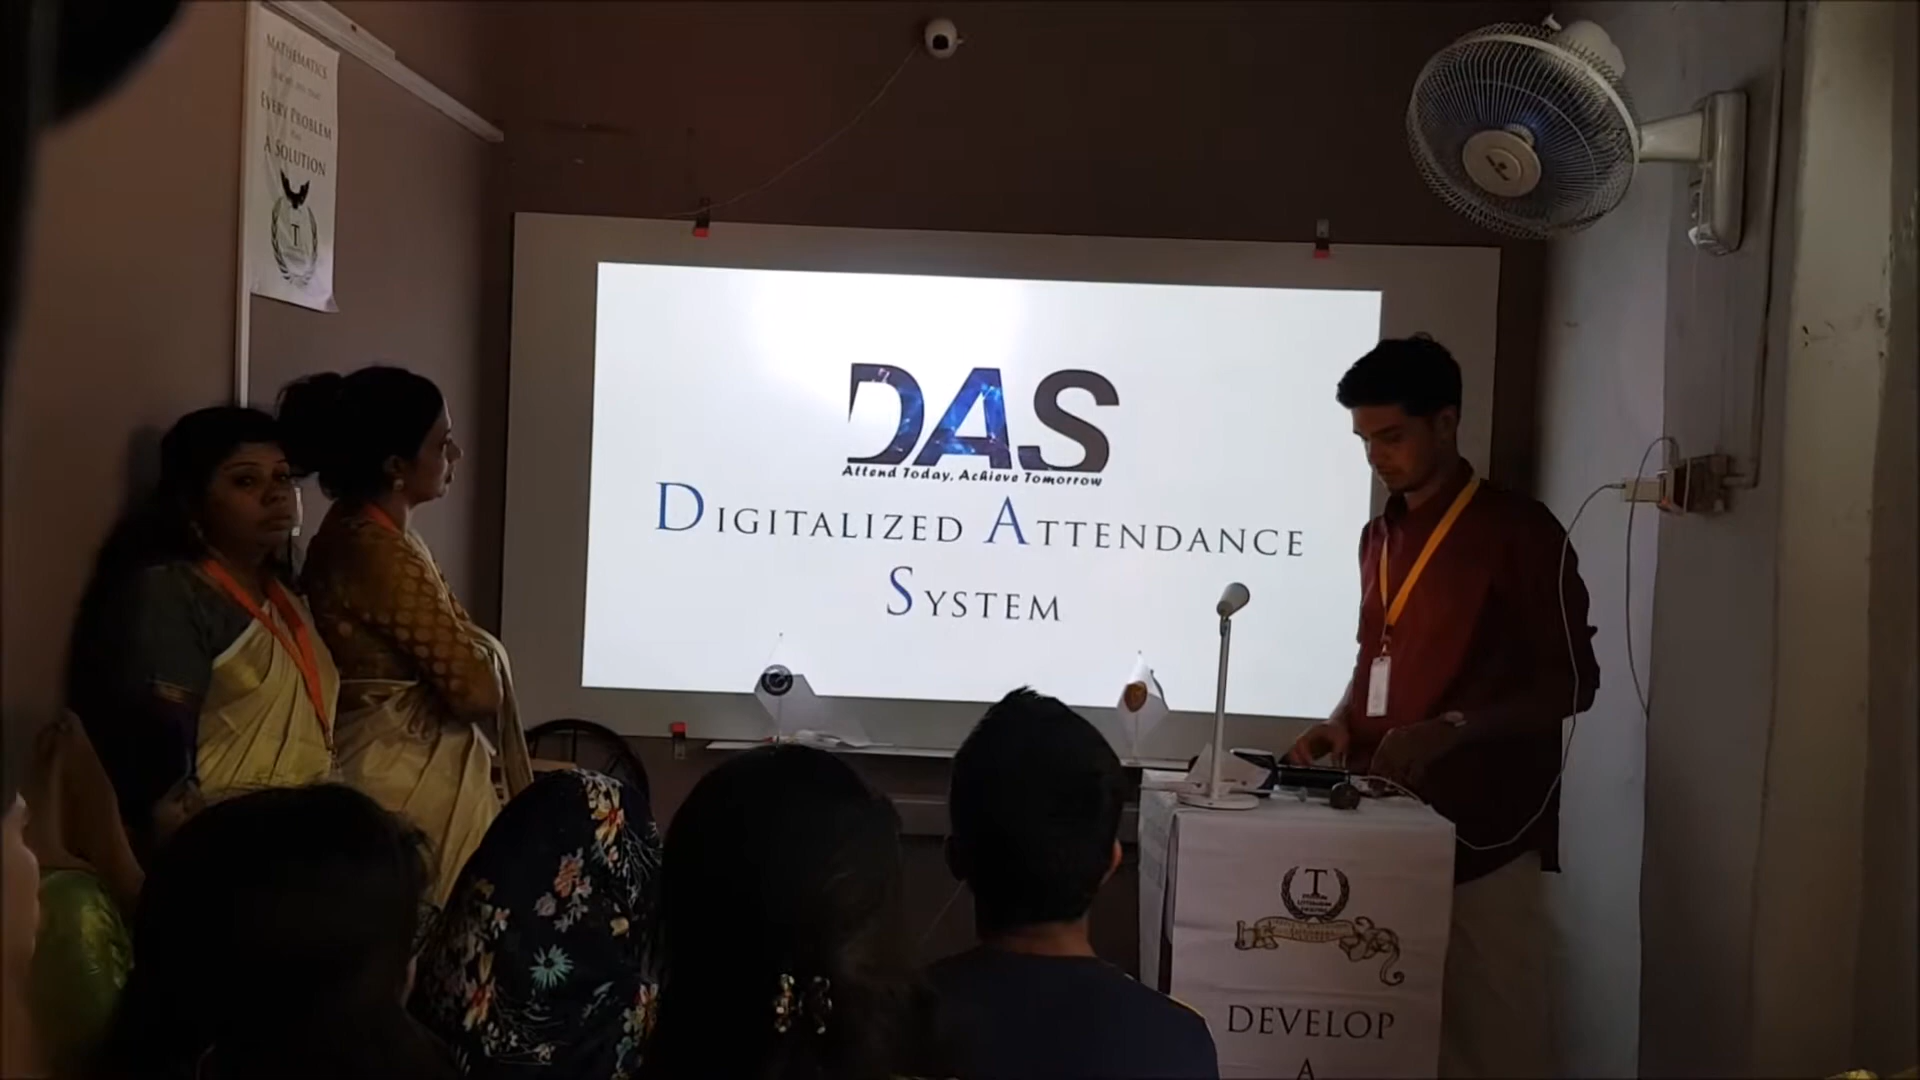 MATHEMATICS
EVERY PROBLEM
A SOLUTION
T
DAS
Attend Today, Achieve Tomorrow
DIGITALIZED ATTENDANCE
SYSTEM
T
DEVELOP
A